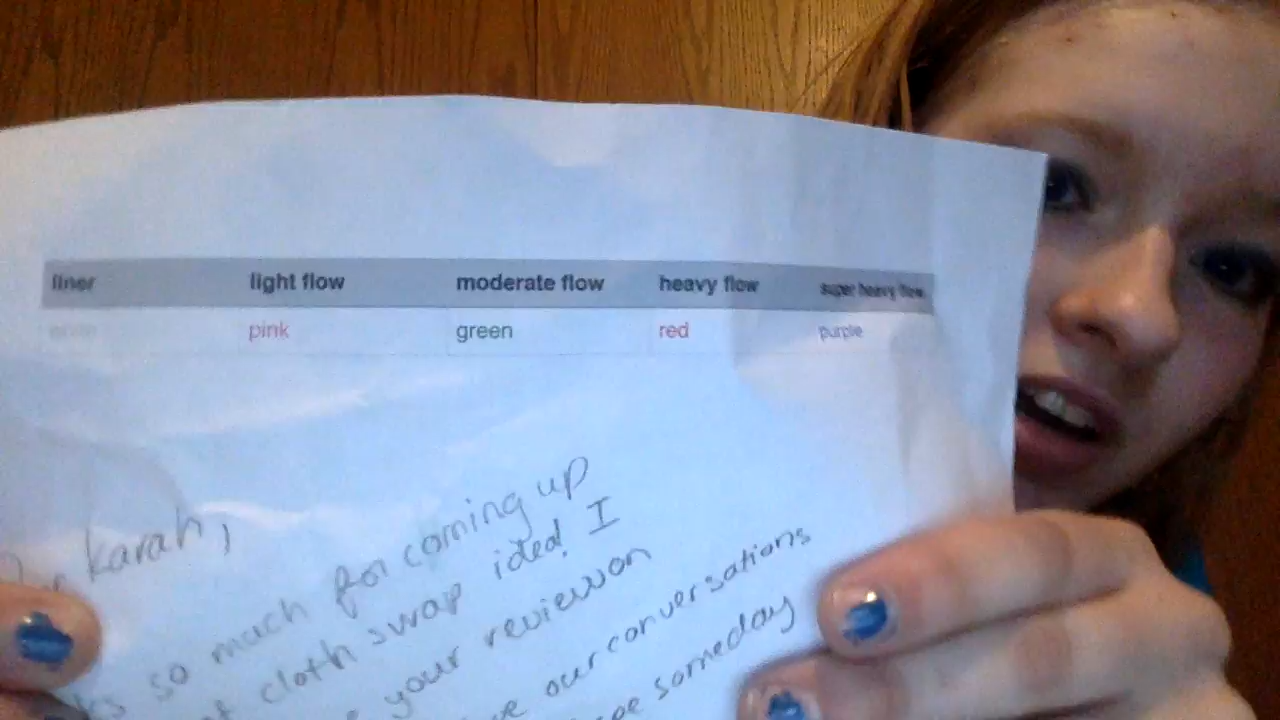 liner light flow moderate flow heavy flow super heavy flow
white pink green red purple
Karah,
so much for coming up
cloth swap idea! I
your review on
our conversations
someday